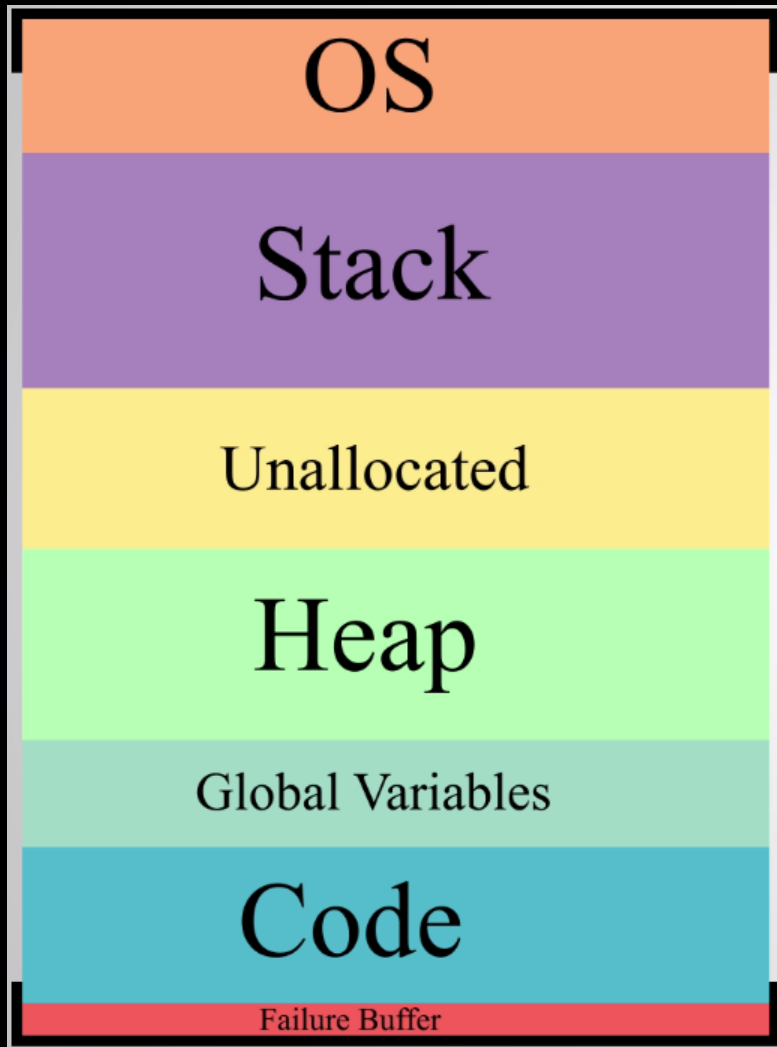 OS
Stack
Unallocated
Heap
Global Variables
Code
Failure Buffer